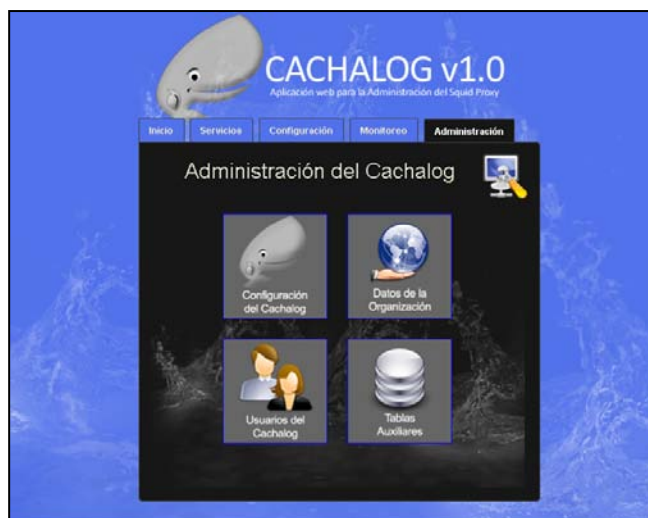 CACHALOG v1.0
Aplicación web para la Administración del Squid Proxy
Inicio
Servicios
Configuración
Monitoreo
Administración
Administración del Cachalog
Configuración
del Cachalog
Datos de la
Organización
Usuarios del
Cachalog
Tablas
Auxiliares